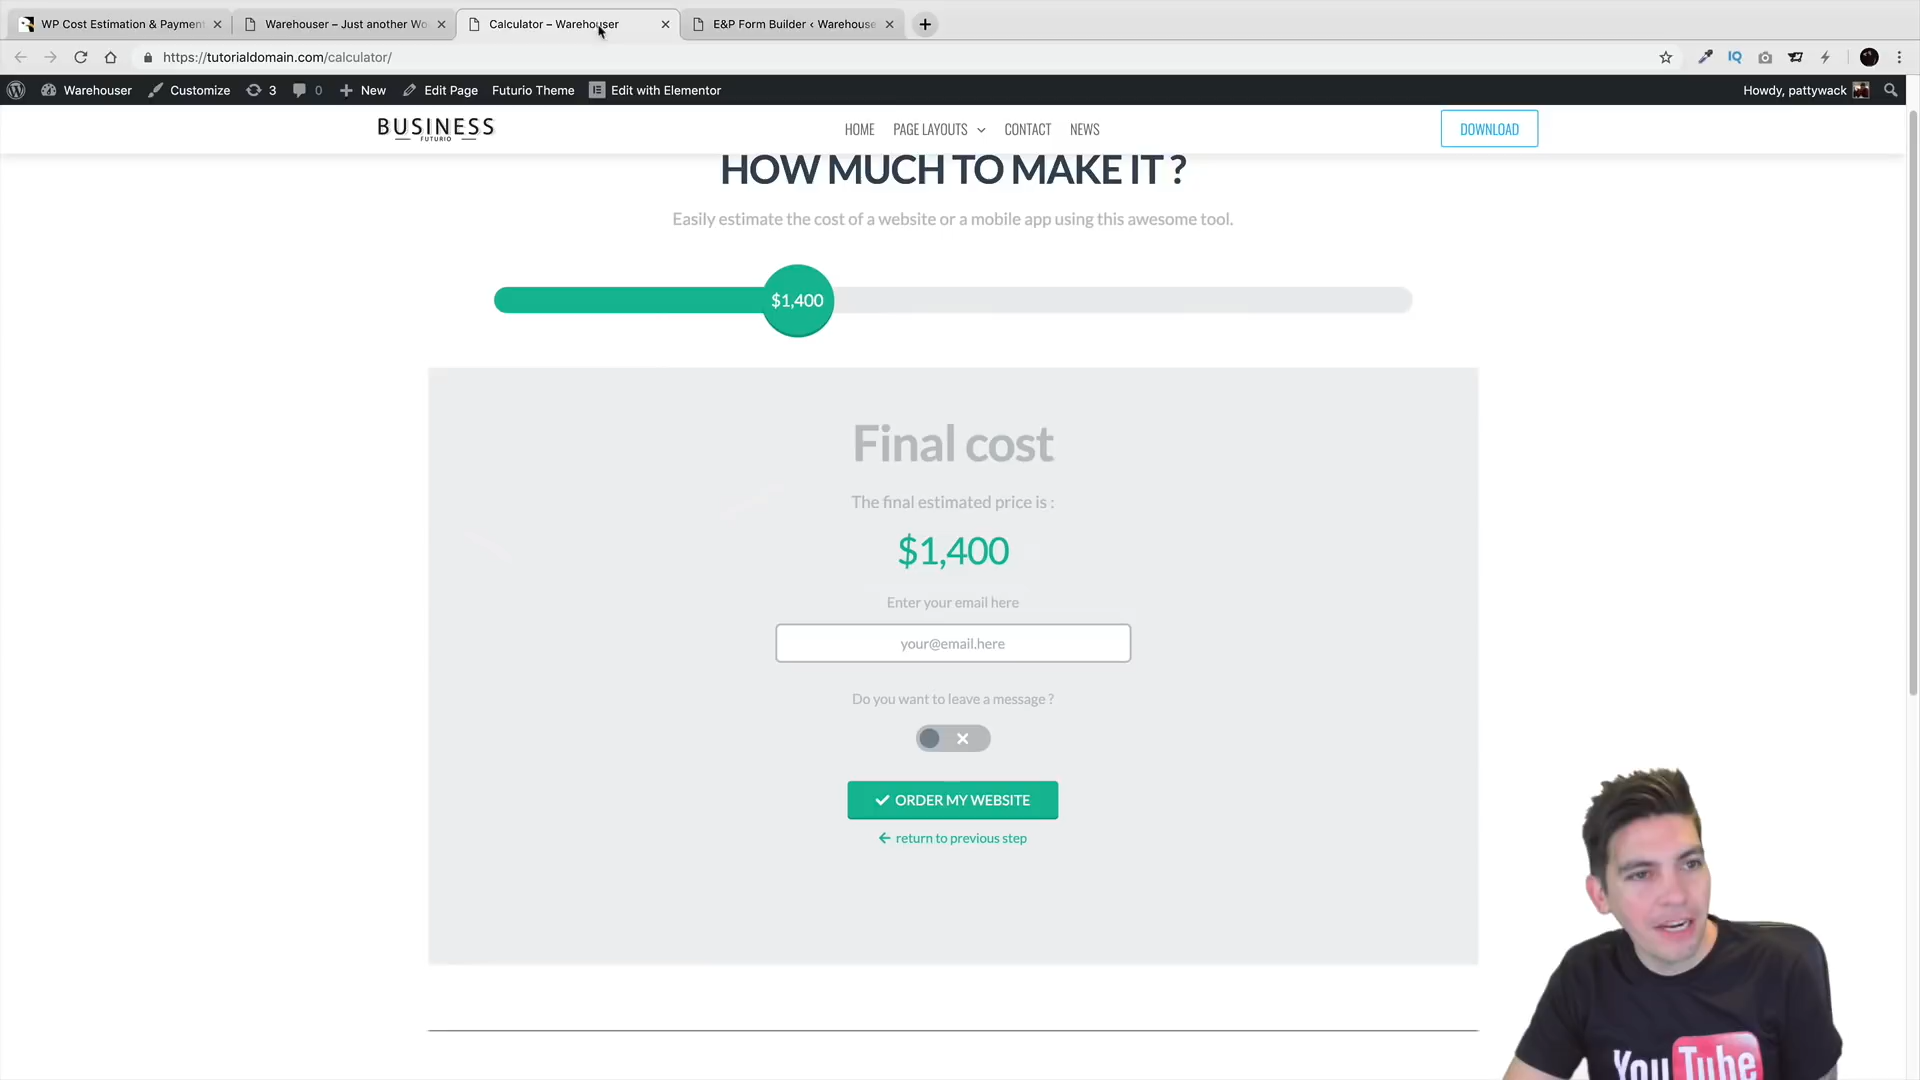 WP Cost Estimation & Payment
Warehouser – Just another Wo
Calculator – Warehouser
E&P Form Builder ‹ Warehouse
https://tutorialdomain.com/calculator/
IQ
Warehouser
Customize
3
0
New
Edit Page
Futurio Theme
Edit with Elementor
Howdy, pattywack
BUSINESS
FUTURIO
HOME
PAGE LAYOUTS
CONTACT
NEWS
DOWNLOAD
HOW MUCH TO MAKE IT ?
Easily estimate the cost of a website or a mobile app using this awesome tool.
$1,400
Final cost
The final estimated price is :
$1,400
Enter your email here
your@email.here
Do you want to leave a message ?
ORDER MY WEBSITE
return to previous step
You Tube